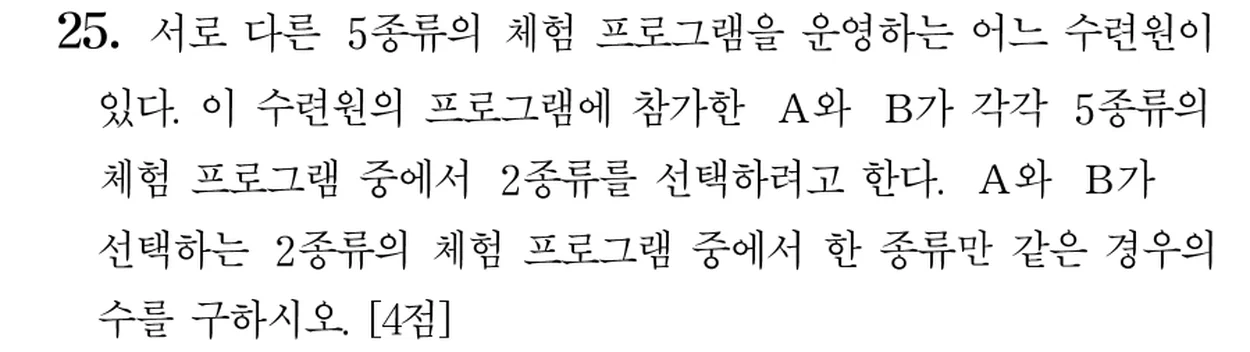 25. 서로 다른 5종류의 체험 프로그램을 운영하는 어느 수련원이
있다. 이 수련원의 프로그램에 참가한 A와 B가 각각 5종류의
체험 프로그램 중에서 2종류를 선택하려고 한다. A와 B가
선택하는 2종류의 체험 프로그램 중에서 한 종류만 같은 경우의
수를 구하시오. [4점]